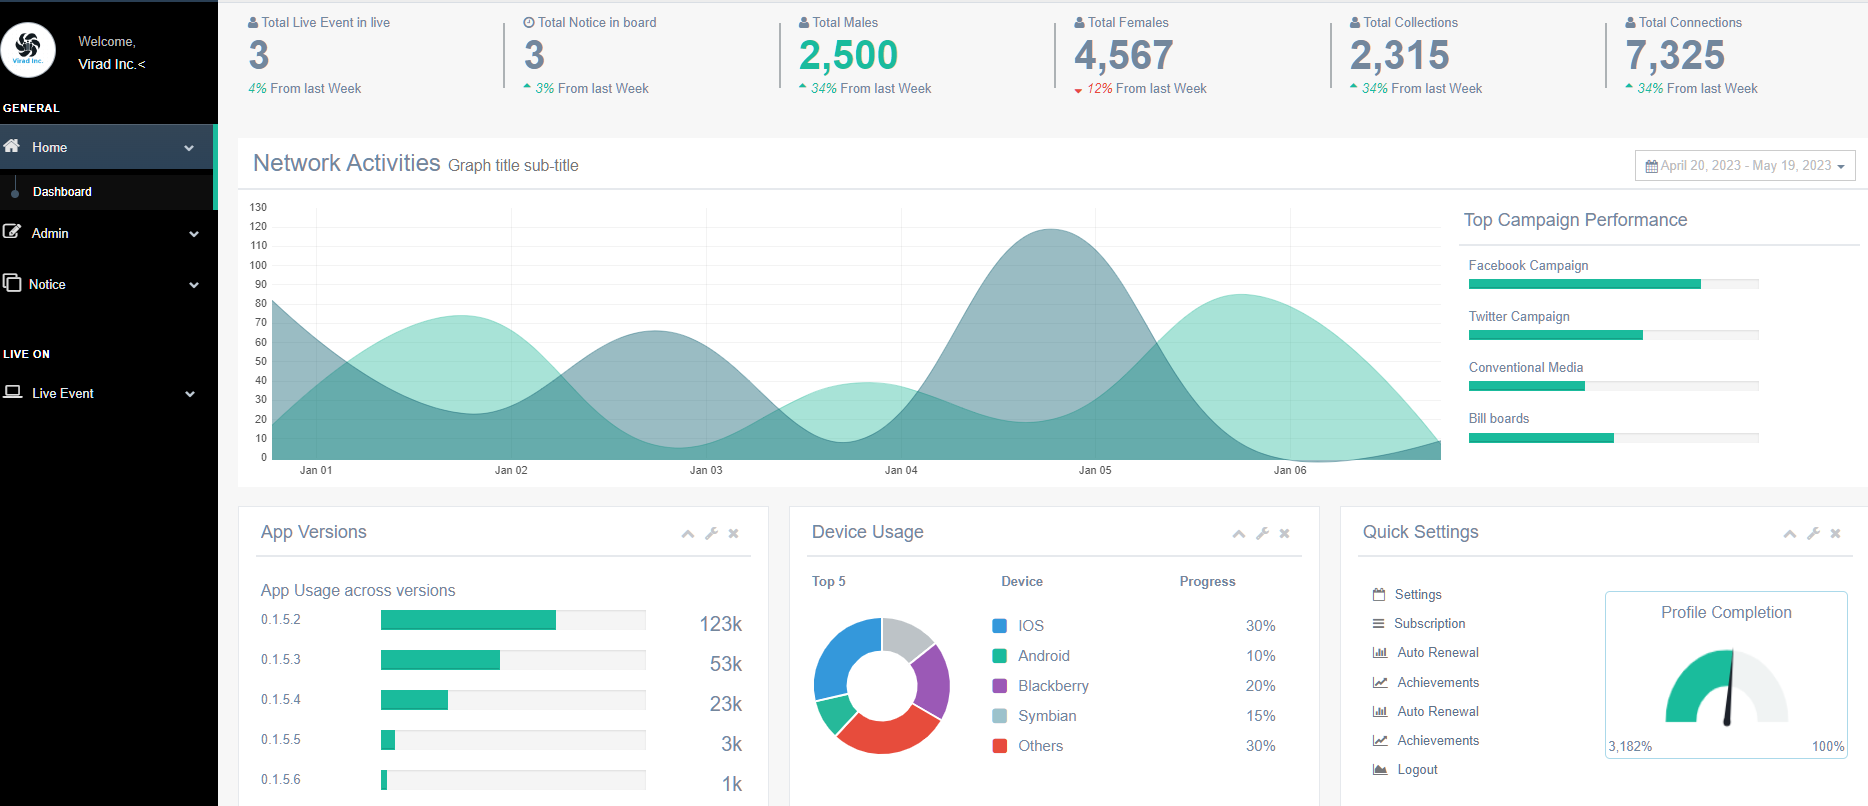 Virad Inc.
Welcome,
Virad Inc.<
GENERAL
Home
Dashboard
Admin
Notice
LIVE ON
Live Event
Total Live Event in live
3
4% From last Week
Total Notice in board
3
3% From last Week
Total Males
2,500
34% From last Week
Total Females
4,567
12% From last Week
Total Collections
2,315
34% From last Week
Total Connections
7,325
34% From last Week
Network Activities Graph title sub-title
April 20, 2023 - May 19, 2023
130
120
110
100
90
80
70
60
50
40
30
20
10
0
Jan 01 Jan 02 Jan 03 Jan 04 Jan 05 Jan 06
Top Campaign Performance
Facebook Campaign
Twitter Campaign
Conventional Media
Bill boards
App Versions
App Usage across versions
0.1.5.2 123k
0.1.5.3 53k
0.1.5.4 23k
0.1.5.5 3k
0.1.5.6 1k
Device Usage
Top 5 Device Progress
IOS 30%
Android 10%
Blackberry 20%
Symbian 15%
Others 30%
Quick Settings
Settings
Subscription
Auto Renewal
Achievements
Auto Renewal
Achievements
Logout
Profile Completion
3,182% 100%